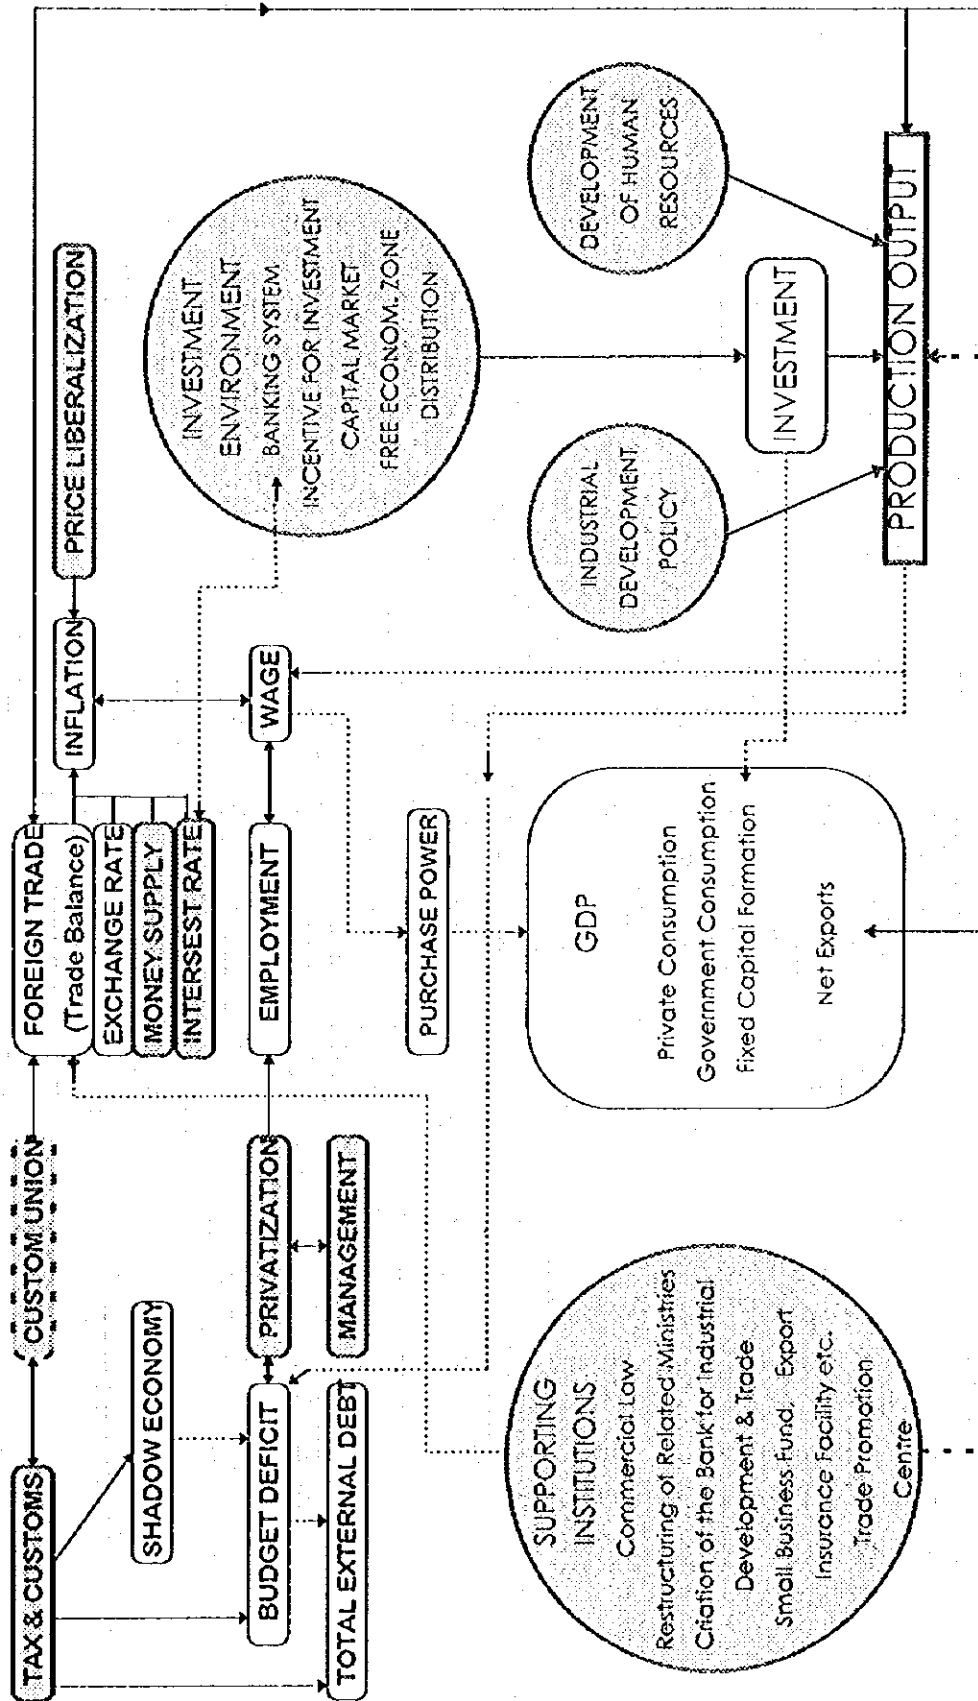 TAX & CUSTOMS
CUSTOM UNION
FOREIGN TRADE
(Trade Balance)
EXCHANGE RATE
MONEY SUPPLY
INTERSEST RATE
INFLATION
PRICE LIBERALIZATION
SHADOW ECONOMY
BUDGET DEFICIT
PRIVATIZATION
EMPLOYMENT
WAGE
TOTAL EXTERNAL DEBT
MANAGEMENT
PURCHASE POWER
INVESTMENT
ENVIRONMENT
BANKING SYSTEM
INCENTIVE FOR INVESTMENT
CAPITAL MARKET
FREE ECONOM. ZONE
DISTRIBUTION
SUPPORTING
INSTITUTIONS
Commercial Law
Restructuring of Related Ministries
Criation of the Bank for Industrial
Development & Trade
Small Business Fund, Export
Insurance Facility etc.
Trade Promotion
Centre
GDP
Private Consumption
Government Consumption
Fixed Capital Formation
Net Exports
INDUSTRIAL
DEVELOPMENT
POLICY
DEVELOPMENT
OF HUMAN
RESOURCES
INVESTMENT
PRODUCTION OUTPUT